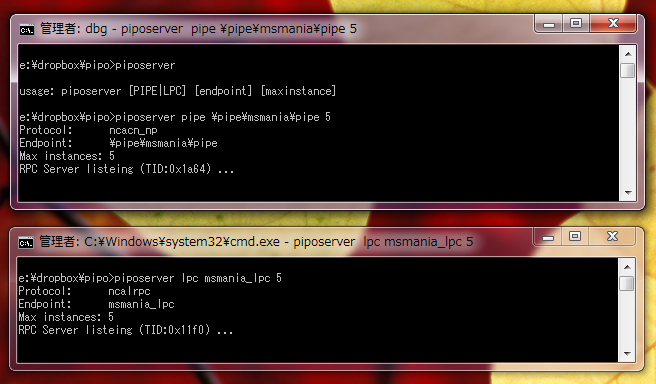 管理者: dbg - piposerver  pipe ¥pipe¥msmania¥pipe 5
e:¥dropbox¥pipo>piposerver
usage: piposerver [PIPE|LPC] [endpoint] [maxinstance]
e:¥dropbox¥pipo>piposerver pipe ¥pipe¥msmania¥pipe 5
Protocol:      ncacn_np
Endpoint:      ¥pipe¥msmania¥pipe
Max instances: 5
RPC Server listeing (TID:0x1a64) ...
管理者: C:¥Windows¥system32¥cmd.exe - piposerver  lpc msmania_lpc 5
e:¥dropbox¥pipo>piposerver lpc msmania_lpc 5
Protocol:      ncalrpc
Endpoint:      msmania_lpc
Max instances: 5
RPC Server listeing (TID:0x11f0) ...